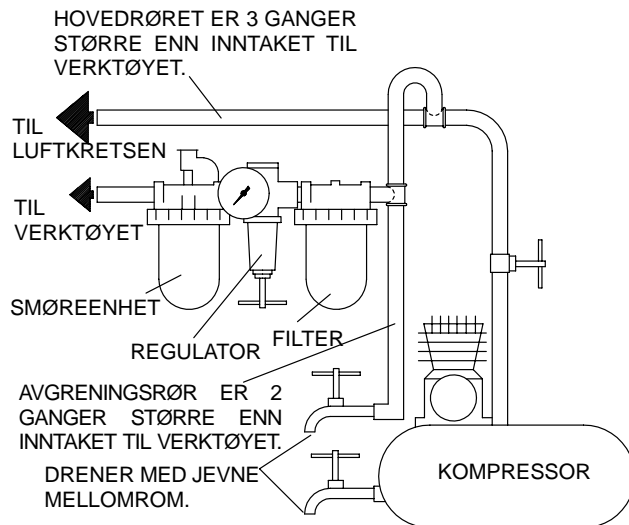 HOVEDRØRET ER 3 GANGER
STØRRE ENN INNTAKET TIL
VERKTØYET.
TIL
LUFTKRETSEN
TIL
VERKTØYET
SMØREENHET
REGULATOR
FILTER
AVGRENINGSRØR ER 2
GANGER STØRRE ENN
INNTAKET TIL VERKTØYET.
DRENER MED JEVNE
MELLOMROM.
KOMPRESSOR